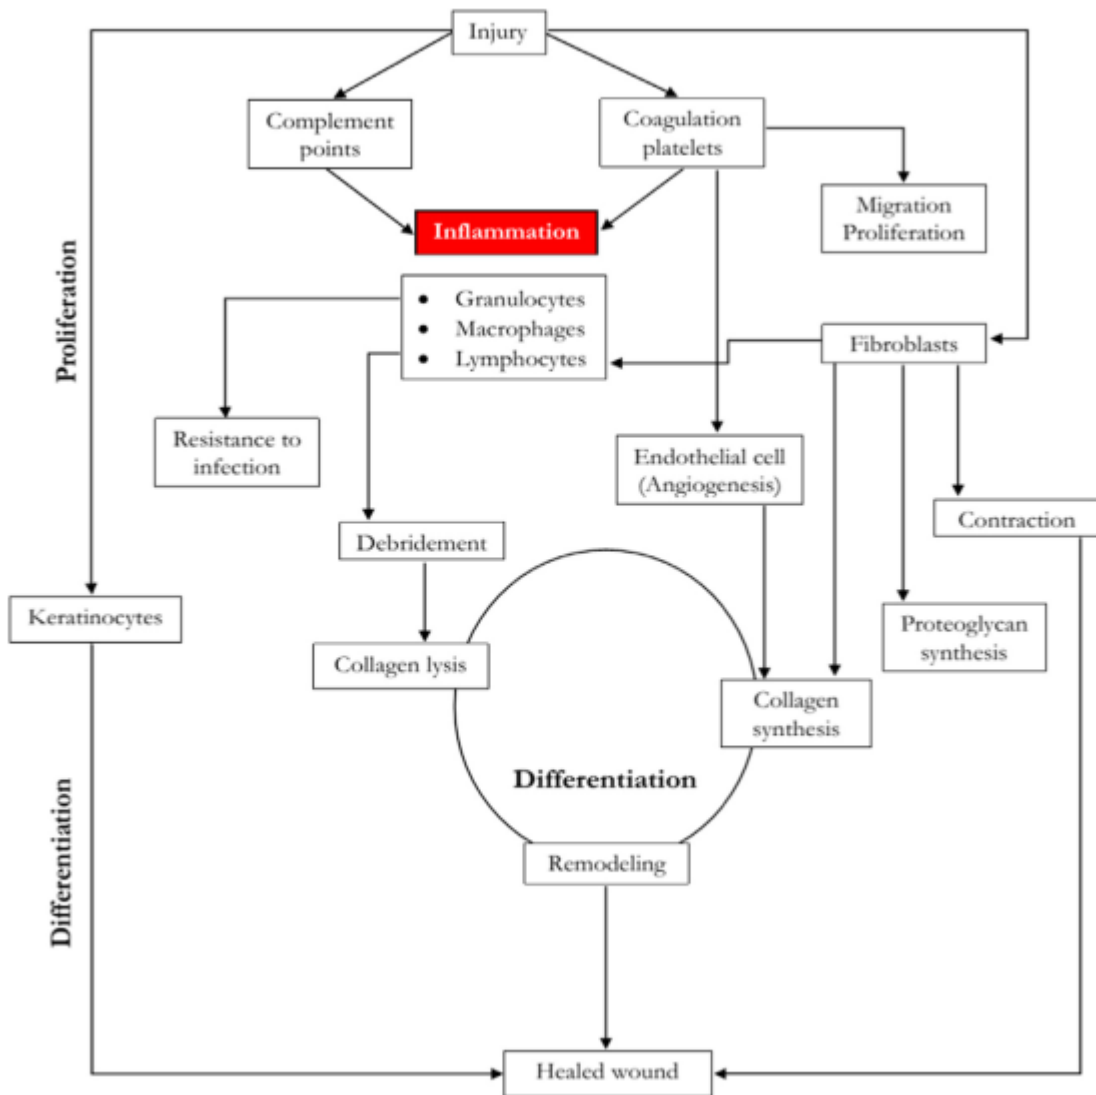 Injury
Complement
points
Coagulation
platelets
Migration
Proliferation
Inflammation
Proliferation
• Granulocytes
• Macrophages
• Lymphocytes
Fibroblasts
Resistance to
infection
Endothelial cell
(Angiogenesis)
Contraction
Debridement
Keratinocytes
Proteoglycan
synthesis
Collagen lysis
Collagen
synthesis
Differentiation
Differentiation
Remodeling
Healed wound